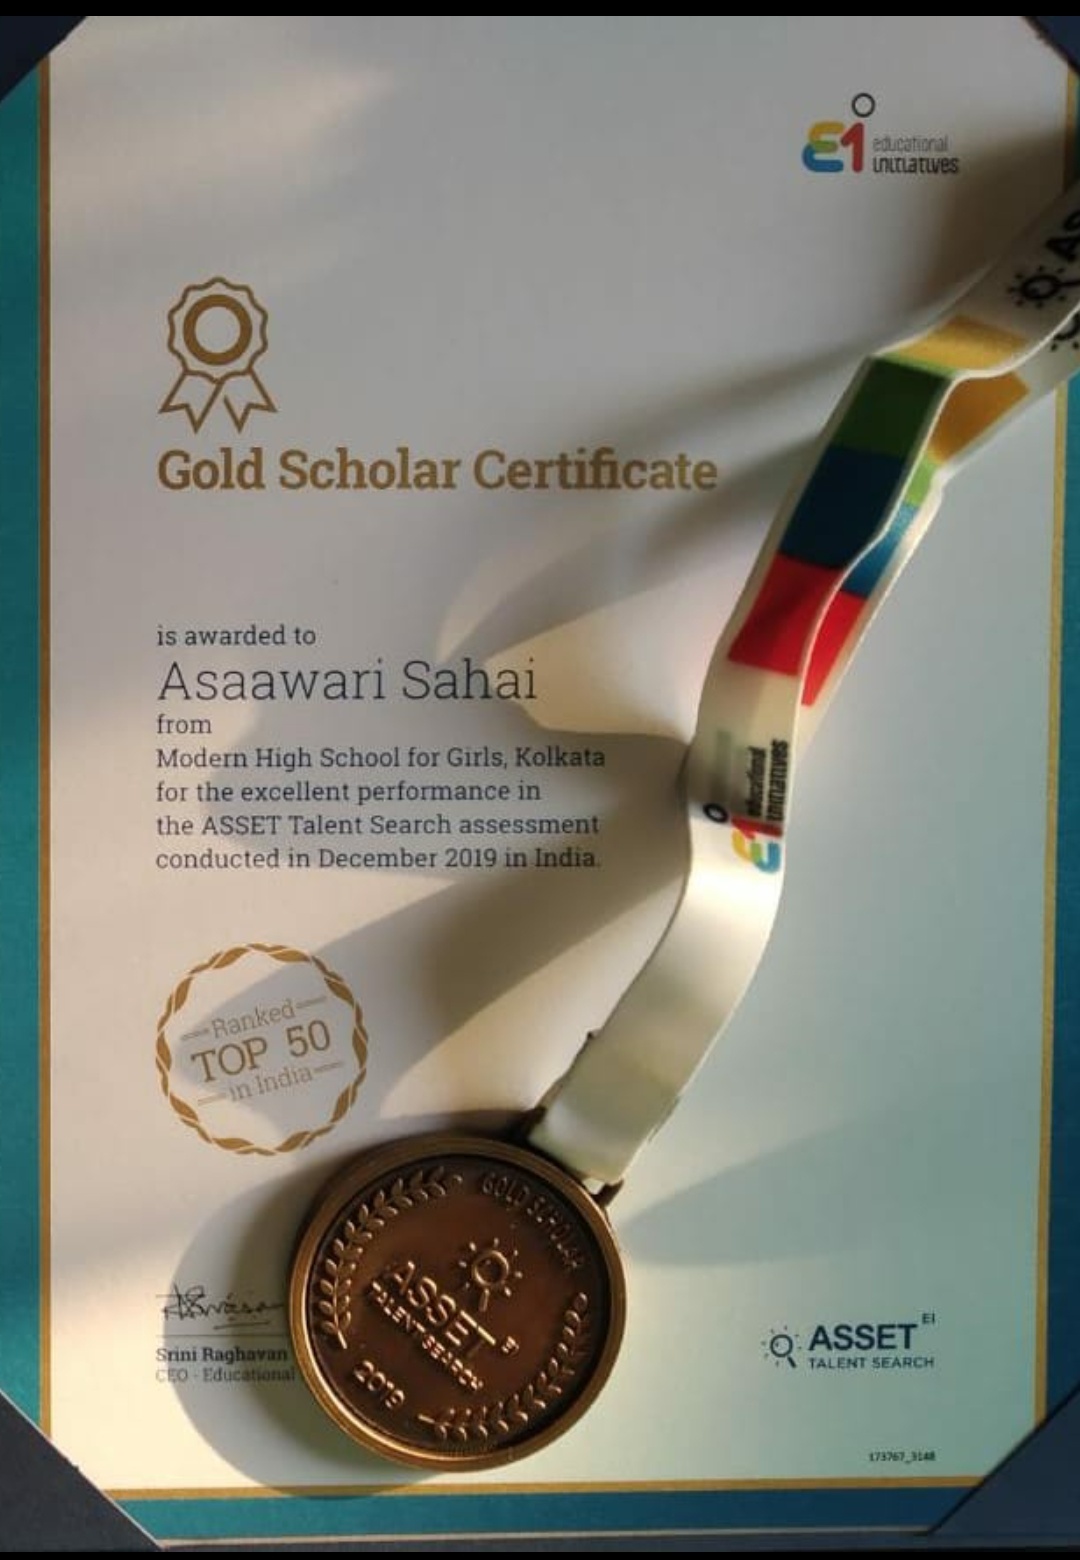 educational
initiatives
Gold Scholar Certificate
is awarded to
Asaawari Sahai
from
Modern High School for Girls, Kolkata
for the excellent performance in
the ASSET Talent Search assessment
conducted in December 2019 in India.
Ranked
TOP 50
in India
Srini Raghavan
CEO - Educational
GOLD SCHOLAR
ASSET EI
TALENT SEARCH
2019
educational
initiatives
ASSET EI
TALENT SEARCH
173767_3148